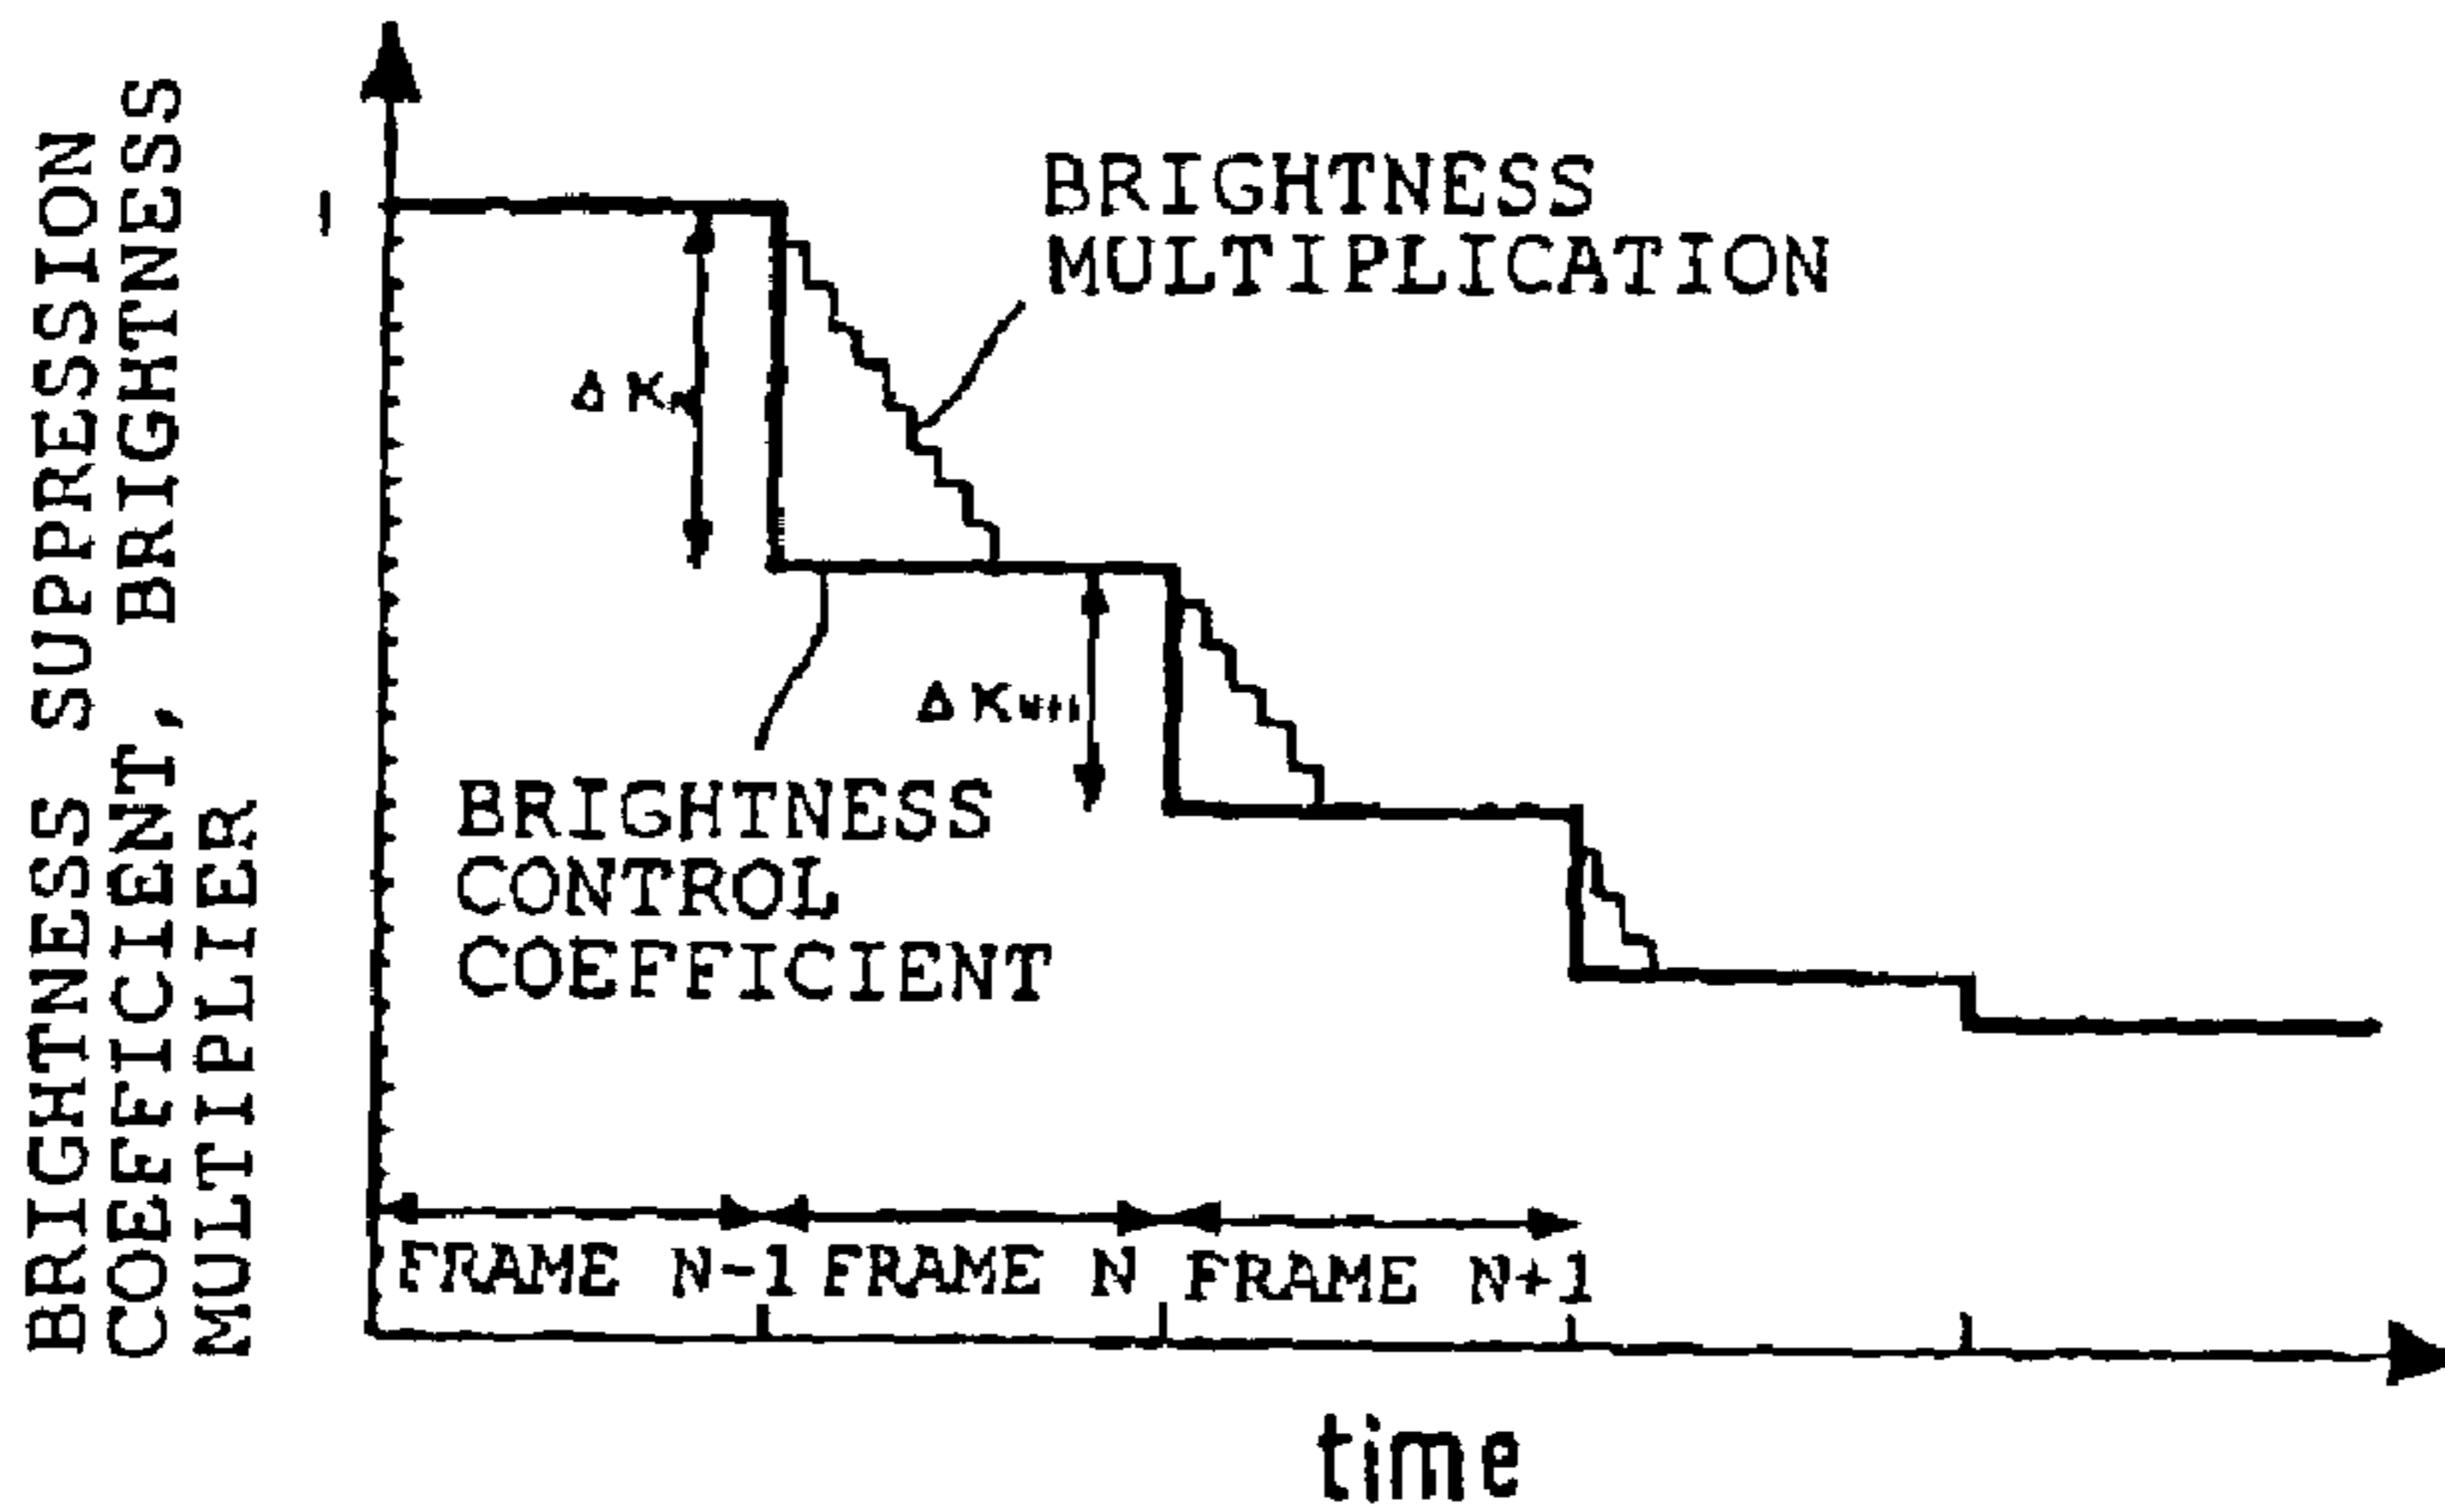 BRIGHTNESS SUPPRESSION
COEFFICIENT, BRIGHTNESS
MULTIPLIER
1
BRIGHTNESS
MULTIPLICATION
ΔK
ΔKN+1
BRIGHTNESS
CONTROL
COEFFICIENT
FRAME N-1 FRAME N FRAME N+1
time